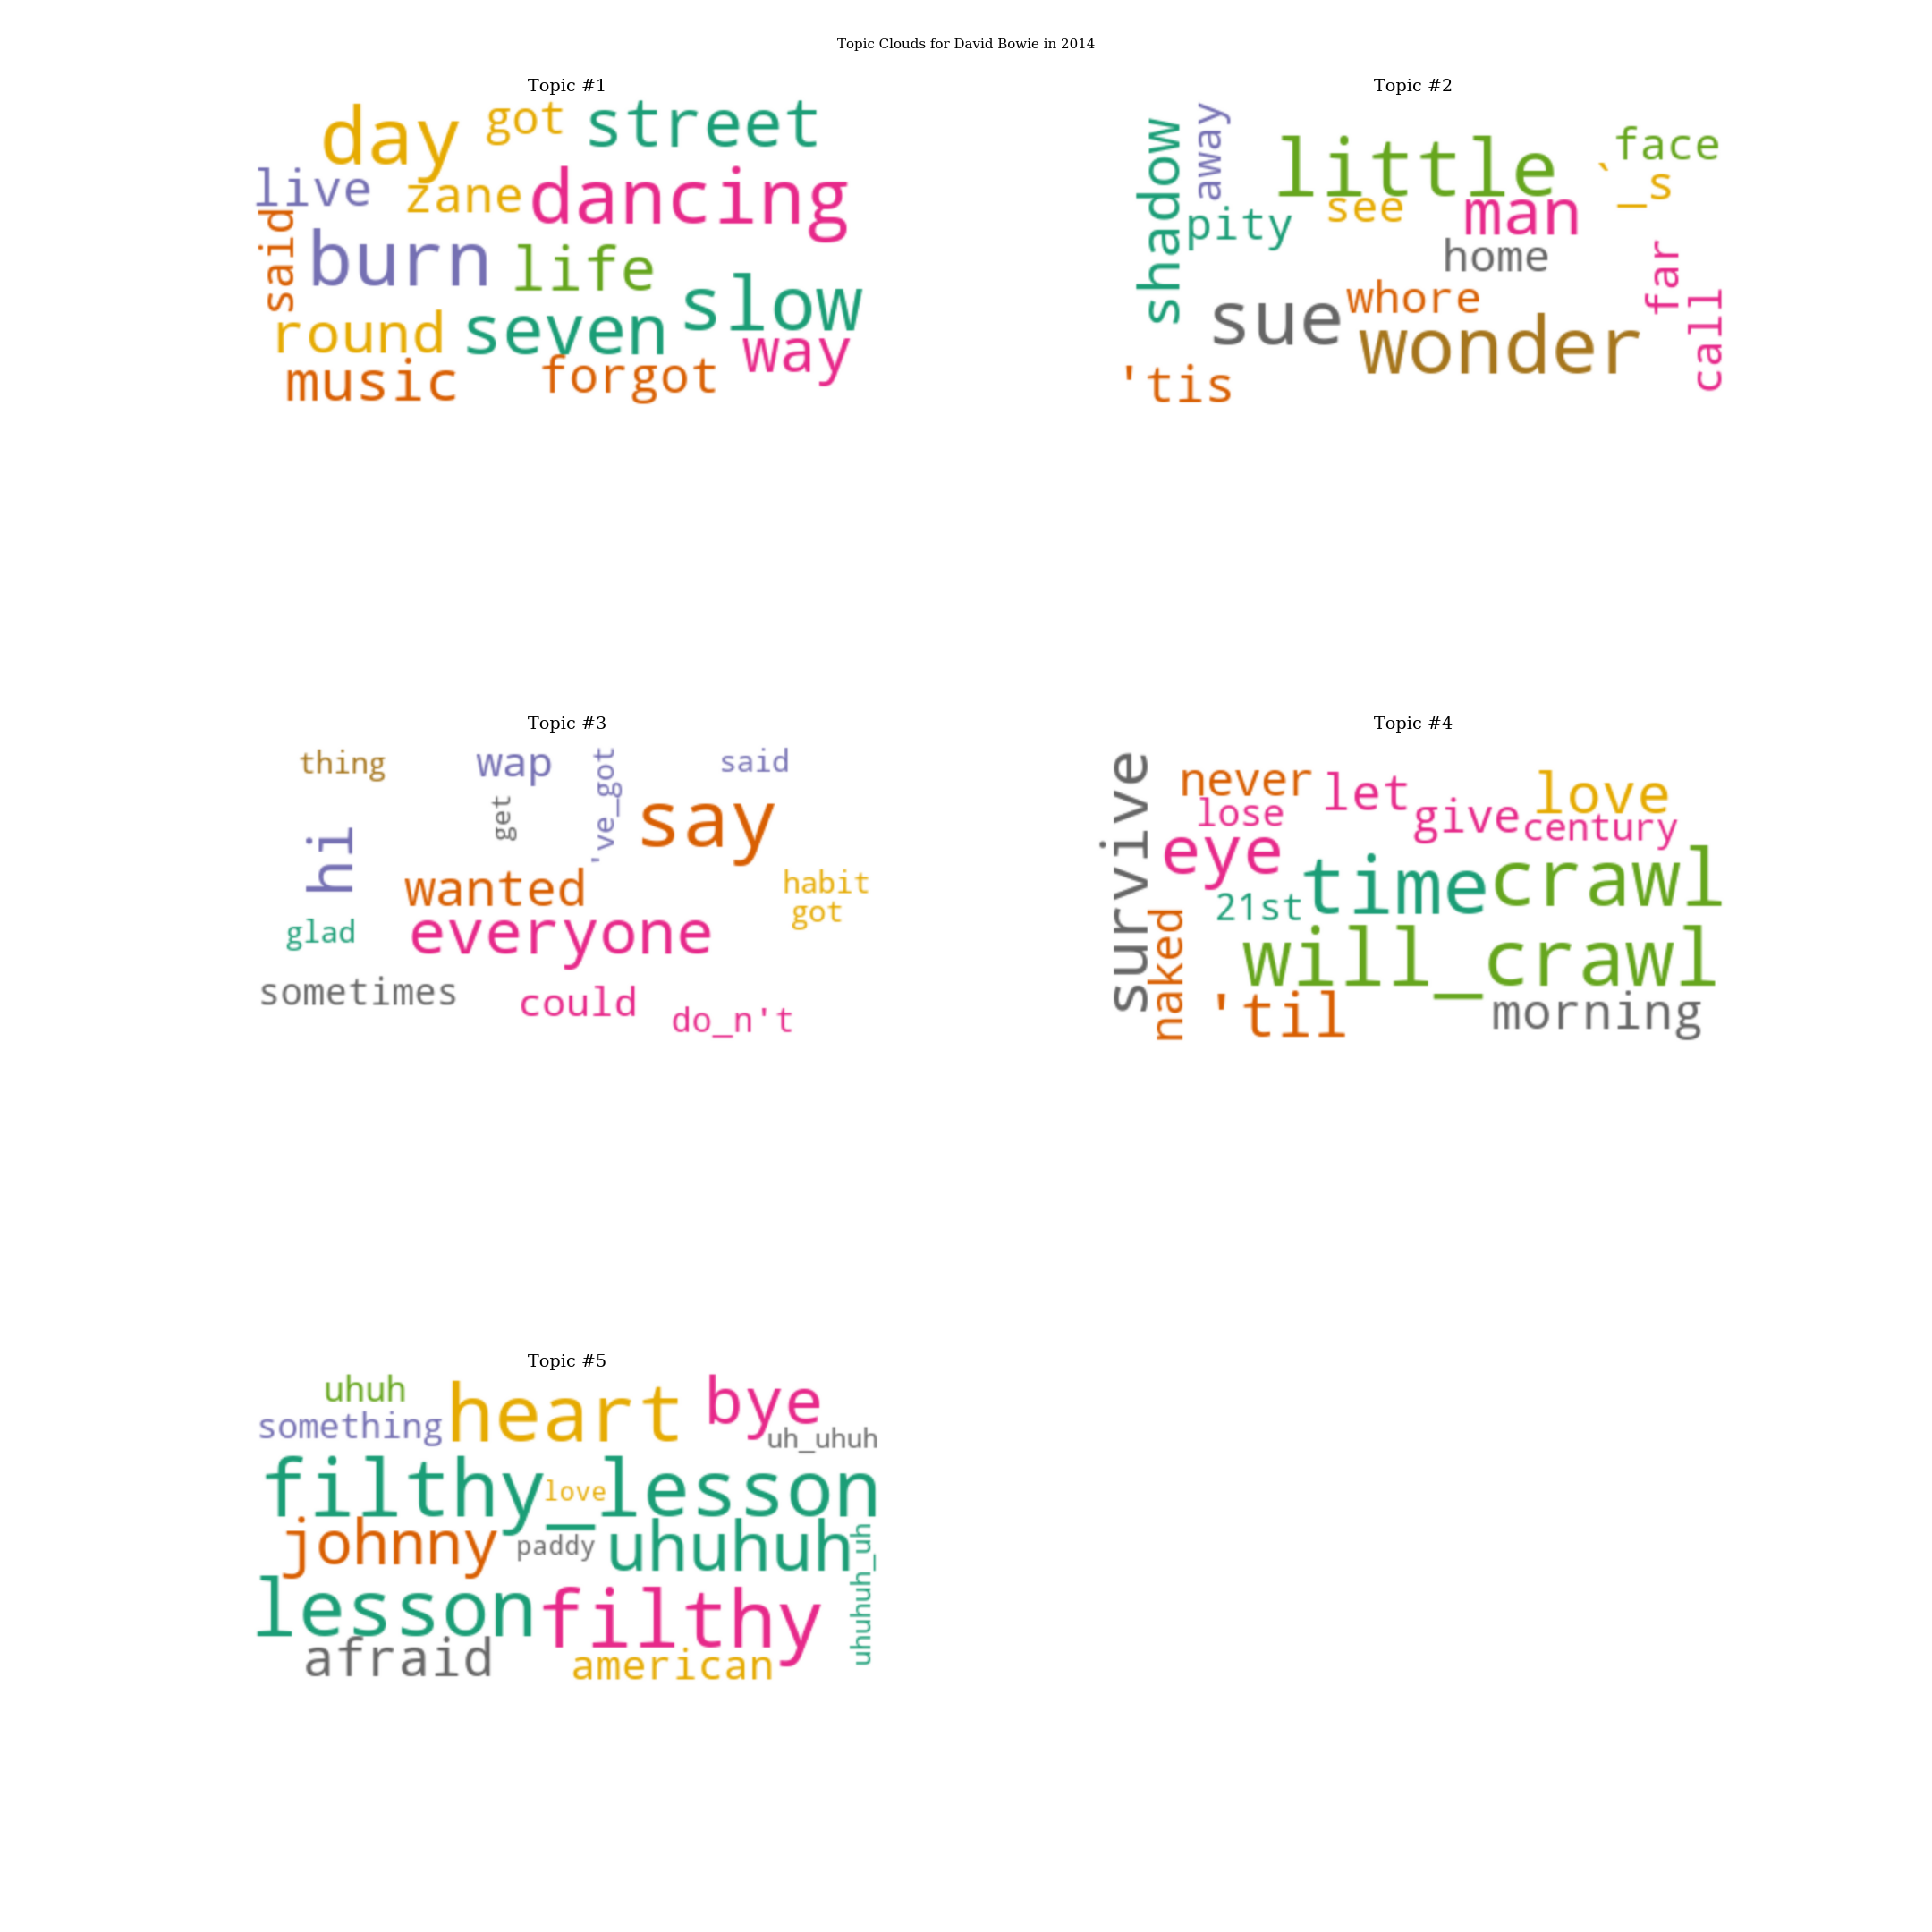 Topic Clouds for David Bowie in 2014
Topic #1
day got street
live zane dancing
said burn life slow
round seven way
music forgot
Topic #2
shadow away little face
pity see man `_s
home far
sue whore call
'tis wonder
Topic #3
thing wap 've_got said
hi get say
wanted habit
glad everyone got
sometimes could do_n't
Topic #4
survive never let love
lose give century
eye time crawl
21st
naked will_crawl
'til morning
Topic #5
uhuh heart bye
something uh_uhuh
filthy_lesson love
johnny paddy uhuhuh uhuhuh_uh
lesson filthy
afraid american